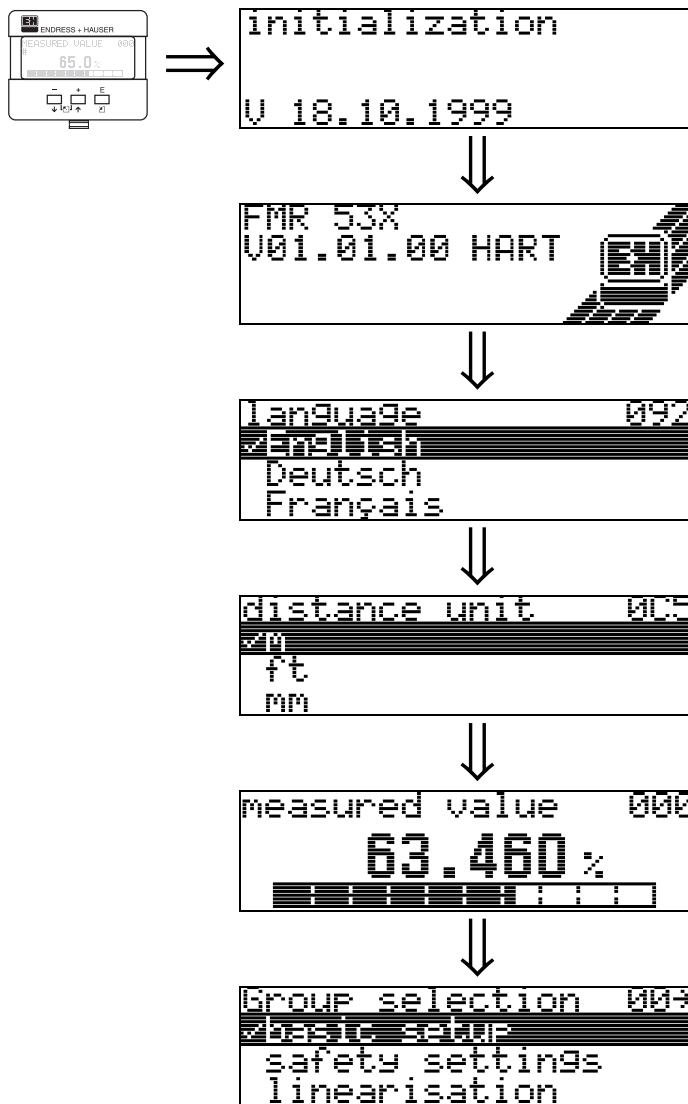 EH ENDRESS + HAUSER
MEASURED VALUE 000
#
65.0 %
- + E
initialization
V 18.10.1999
FMR 53X
V01.01.00 HART
EH
language 092
✓English
Deutsch
Français
distance unit 0C5
✓m
ft
mm
measured value 000
63.460 %
Group selection 00→
✓basic setup
safety settings
linearisation